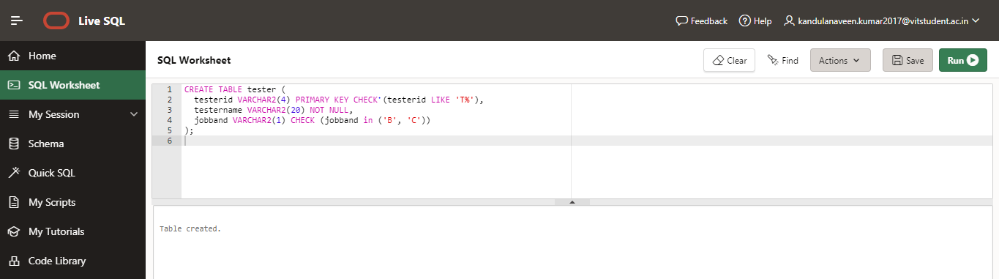 Live SQL
Feedback
Help
kandulanaveen.kumar2017@vitstudent.ac.in
Home
SQL Worksheet
My Session
Schema
Quick SQL
My Scripts
My Tutorials
Code Library
SQL Worksheet
Clear
Find
Actions
Save
Run
1 CREATE TABLE tester (
2 testerid VARCHAR2(4) PRIMARY KEY CHECK (testerid LIKE 'T%'),
3 testername VARCHAR2(20) NOT NULL,
4 jobband VARCHAR2(1) CHECK (jobband in ('B', 'C'))
5 );
6
Table created.